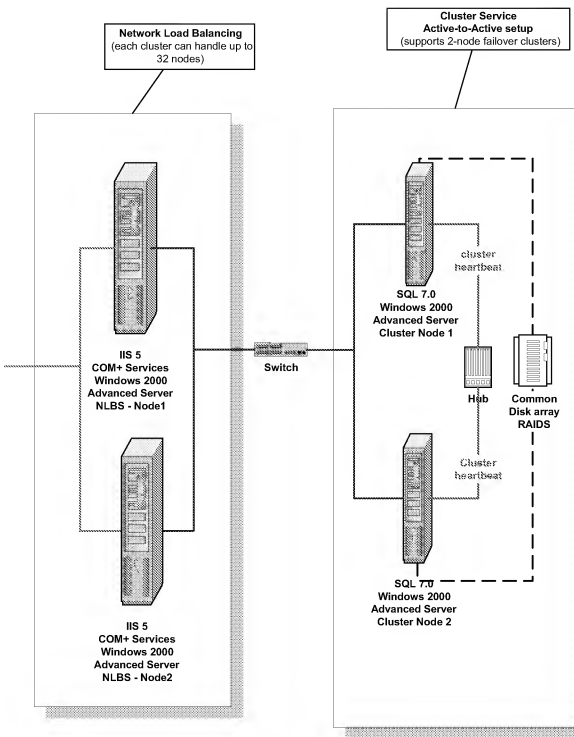 Network Load Balancing
(each cluster can handle up to
32 nodes)
Cluster Service
Active-to-Active setup
(supports 2-node failover clusters)
IIS 5
COM+ Services
Windows 2000
Advanced Server
NLBS - Node1
IIS 5
COM+ Services
Windows 2000
Advanced Server
NLBS - Node2
Switch
SQL 7.0
Windows 2000
Advanced Server
Cluster Node 1
cluster
heartbeat
Hub
Common
Disk array
RAID5
Cluster
heartbeat
SQL 7.0
Windows 2000
Advanced Server
Cluster Node 2